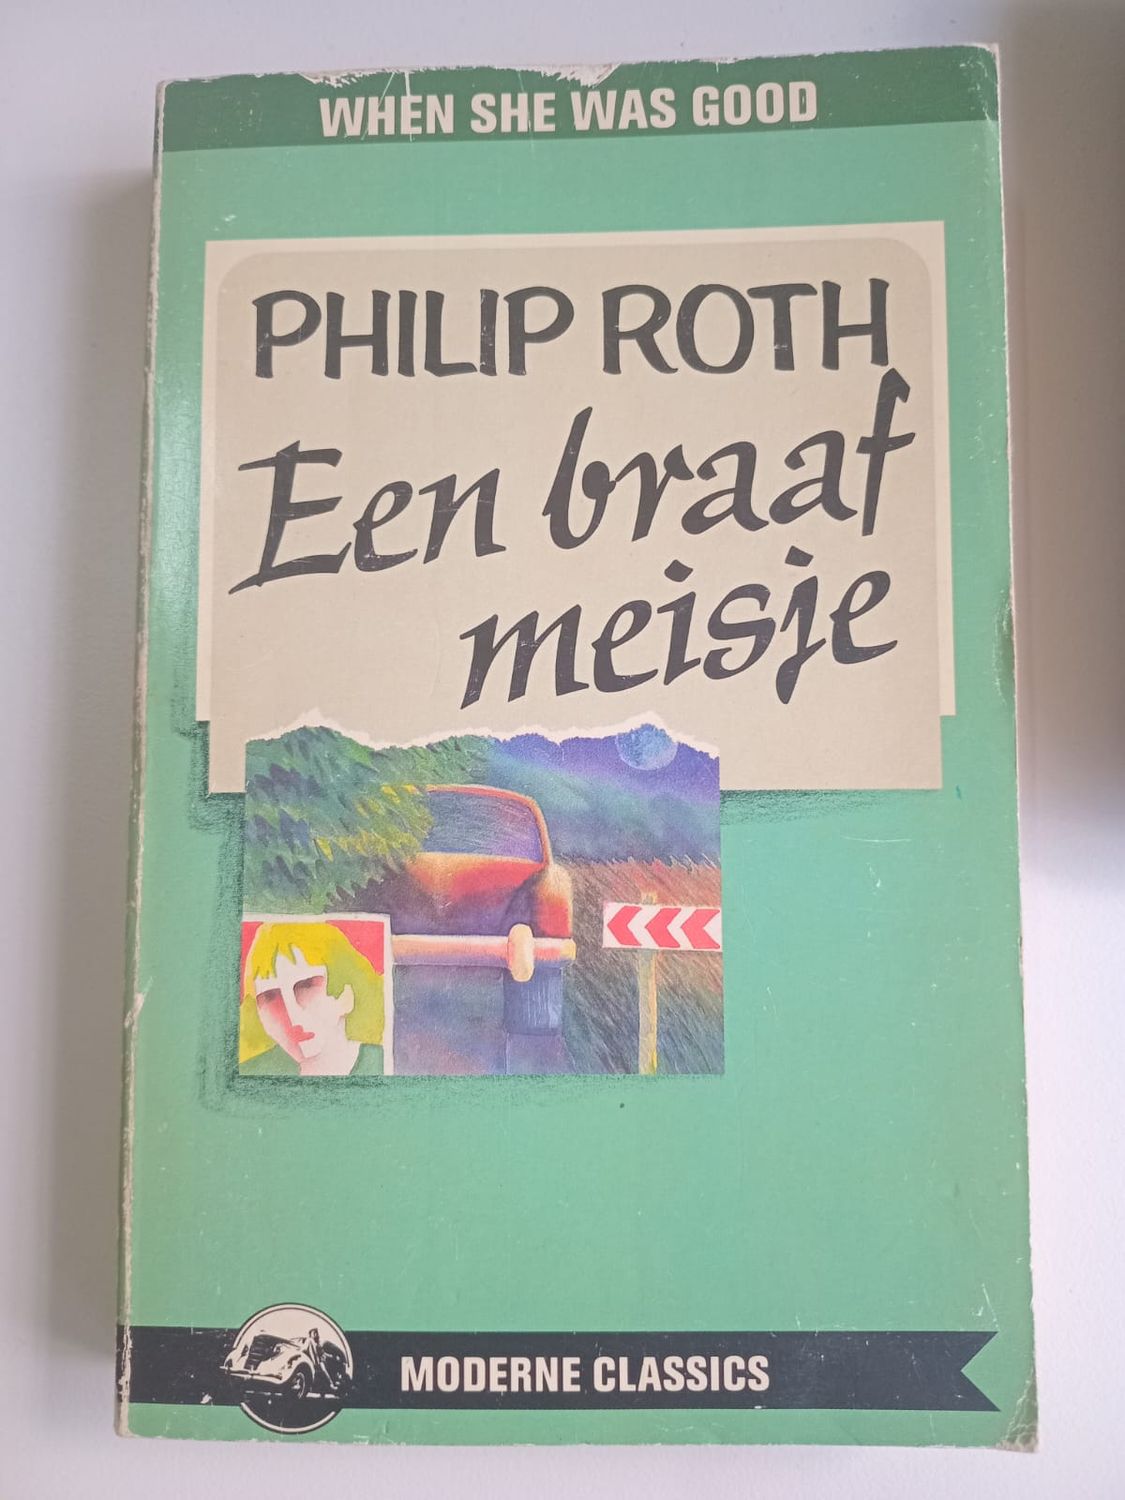 WHEN SHE WAS GOOD
PHILIP ROTH
Een braaf
meisje
MODERNE CLASSICS